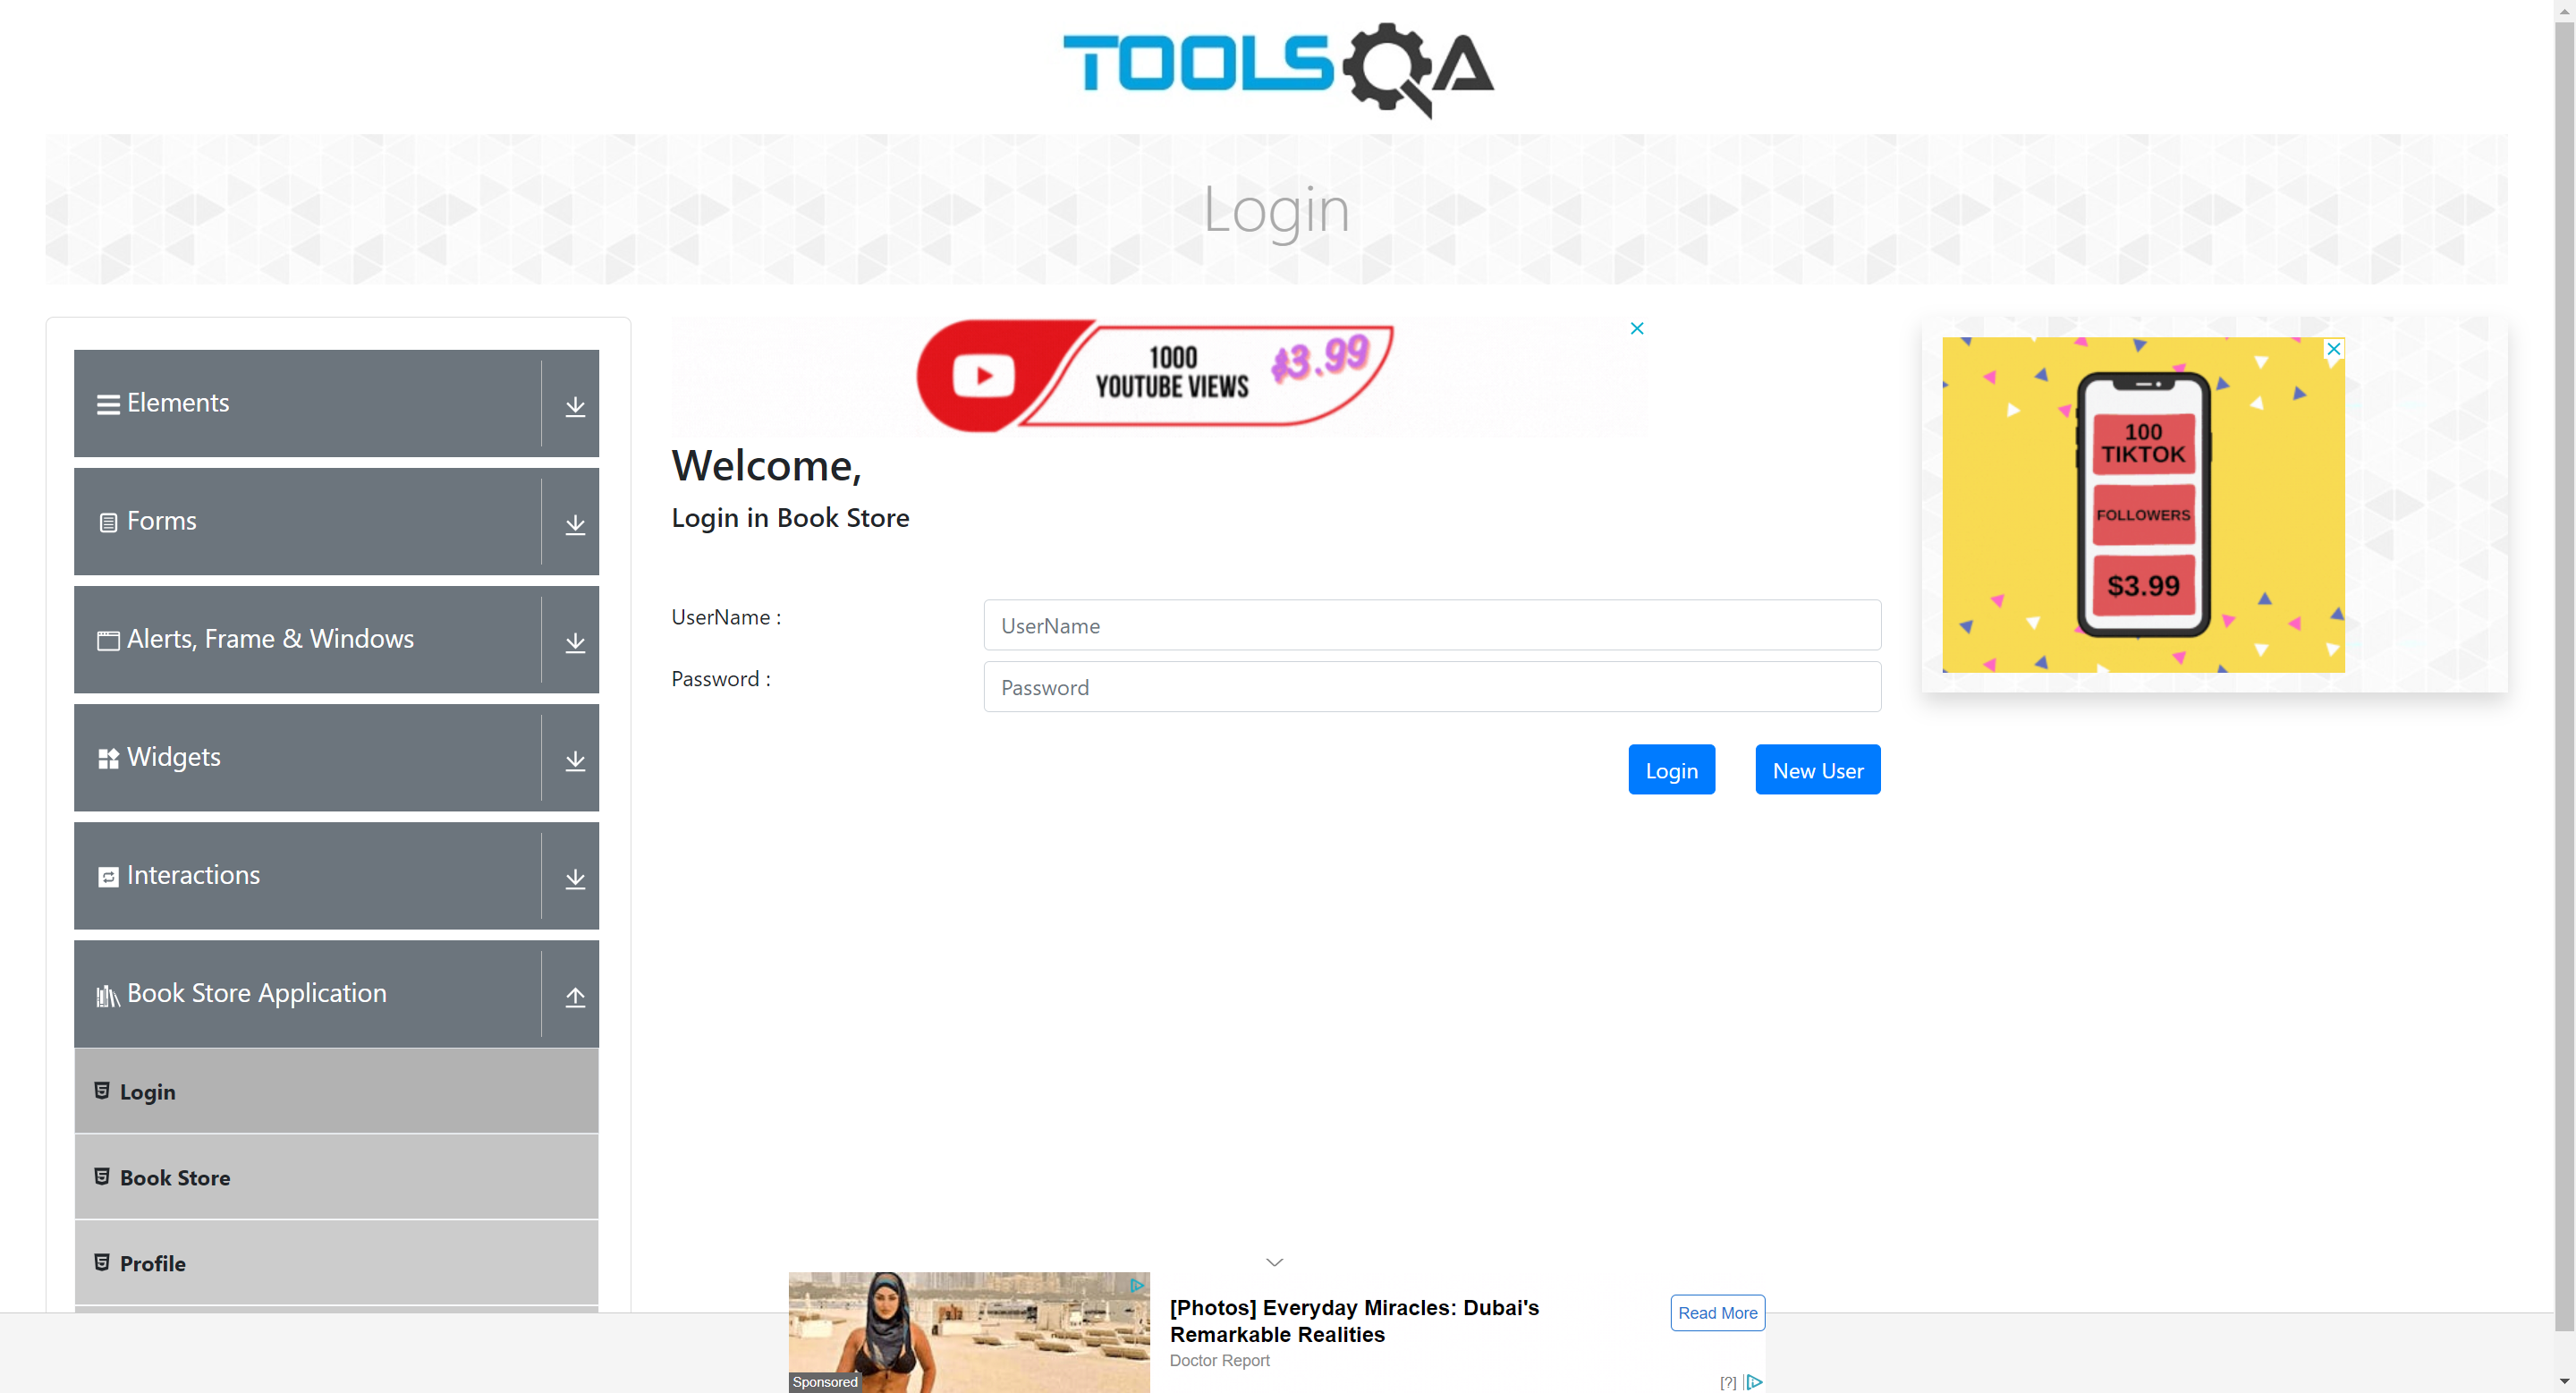 TOOLSQA
Login
Elements
Forms
Alerts, Frame & Windows
Widgets
Interactions
Book Store Application
Login
Book Store
Profile
1000
YOUTUBE VIEWS
$3.99
Welcome,
Login in Book Store
UserName :
UserName
Password :
Password
Login
New User
100
TIKTOK
FOLLOWERS
$3.99
Sponsored
[Photos] Everyday Miracles: Dubai's
Remarkable Realities
Doctor Report
Read More
[?]